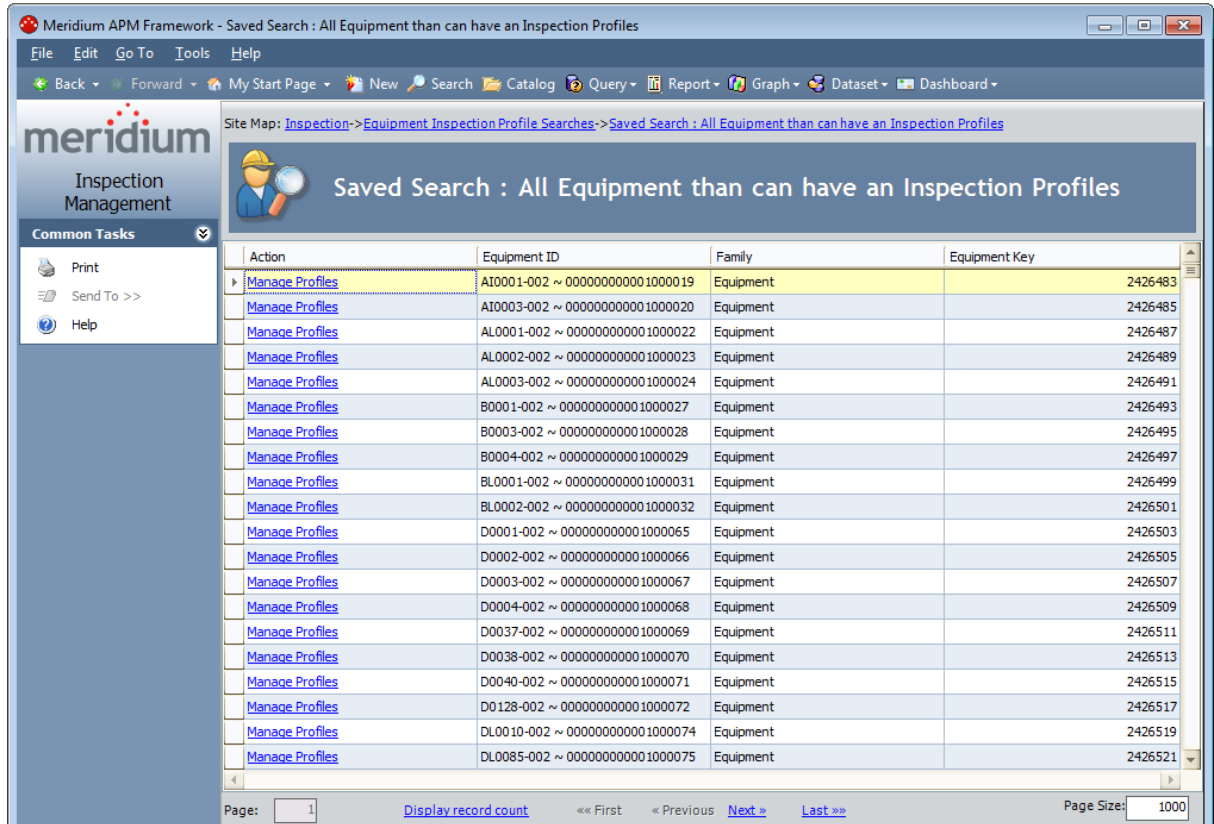 Meridium APM Framework - Saved Search : All Equipment than can have an Inspection Profiles
File Edit Go To Tools Help
Back Forward My Start Page New Search Catalog Query Report Graph Dataset Dashboard
meridium
Inspection
Management
Common Tasks
Print
Send To >>
Help
Site Map: Inspection->Equipment Inspection Profile Searches->Saved Search : All Equipment than can have an Inspection Profiles
Saved Search : All Equipment than can have an Inspection Profiles
Action Equipment ID Family Equipment Key
Manage Profiles AI0001-002 ~ 000000000001000019 Equipment 2426483
Manage Profiles AI0003-002 ~ 000000000001000020 Equipment 2426485
Manage Profiles AL0001-002 ~ 000000000001000022 Equipment 2426487
Manage Profiles AL0002-002 ~ 000000000001000023 Equipment 2426489
Manage Profiles AL0003-002 ~ 000000000001000024 Equipment 2426491
Manage Profiles B0001-002 ~ 000000000001000027 Equipment 2426493
Manage Profiles B0003-002 ~ 000000000001000028 Equipment 2426495
Manage Profiles B0004-002 ~ 000000000001000029 Equipment 2426497
Manage Profiles BL0001-002 ~ 000000000001000031 Equipment 2426499
Manage Profiles BL0002-002 ~ 000000000001000032 Equipment 2426501
Manage Profiles D0001-002 ~ 000000000001000065 Equipment 2426503
Manage Profiles D0002-002 ~ 000000000001000066 Equipment 2426505
Manage Profiles D0003-002 ~ 000000000001000067 Equipment 2426507
Manage Profiles D0004-002 ~ 000000000001000068 Equipment 2426509
Manage Profiles D0037-002 ~ 000000000001000069 Equipment 2426511
Manage Profiles D0038-002 ~ 000000000001000070 Equipment 2426513
Manage Profiles D0040-002 ~ 000000000001000071 Equipment 2426515
Manage Profiles D0128-002 ~ 000000000001000072 Equipment 2426517
Manage Profiles DL0010-002 ~ 000000000001000074 Equipment 2426519
Manage Profiles DL0085-002 ~ 000000000001000075 Equipment 2426521
Page: 1 Display record count «« First « Previous Next » Last »» Page Size: 1000